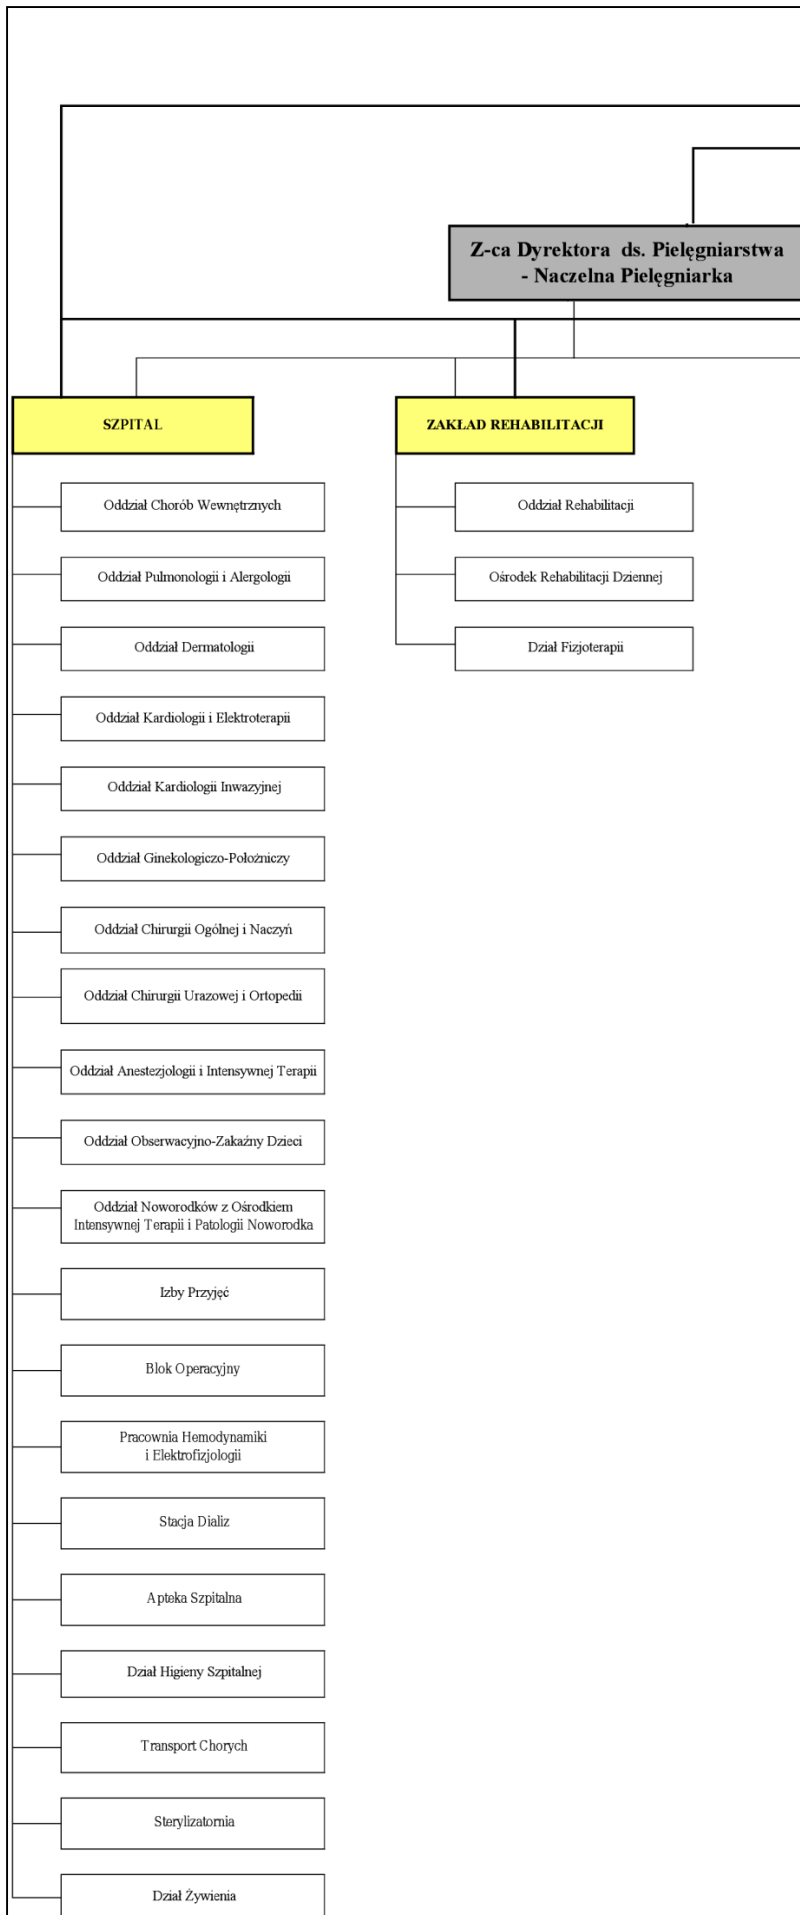 Z-ca Dyrektora ds. Pielęgniarstwa
- Naczelna Pielęgniarka
SZPITAL
Oddział Chorób Wewnętrznych
Oddział Pulmonologii i Alergologii
Oddział Dermatologii
Oddział Kardiologii i Elektroterapii
Oddział Kardiologii Inwazyjnej
Oddział Ginekologiczo-Położniczy
Oddział Chirurgii Ogólnej i Naczyń
Oddział Chirurgii Urazowej i Ortopedii
Oddział Anestezjologii i Intensywnej Terapii
Oddział Obserwacyjno-Zakaźny Dzieci
Oddział Noworodków z Ośrodkiem
Intensywnej Terapii i Patologii Noworodka
Izby Przyjęć
Blok Operacyjny
Pracownia Hemodynamiki
i Elektrofizjologii
Stacja Dializ
Apteka Szpitalna
Dział Higieny Szpitalnej
Transport Chorych
Sterylizatornia
Dział Żywienia
ZAKŁAD REHABILITACJI
Oddział Rehabilitacji
Ośrodek Rehabilitacji Dziennej
Dział Fizjoterapii